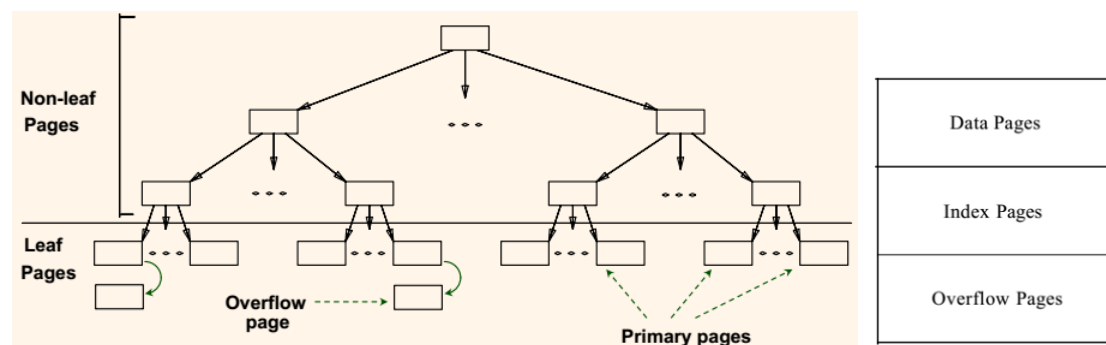 Non-leaf
Pages
Leaf
Pages
Overflow
page
Primary pages
Data Pages
Index Pages
Overflow Pages